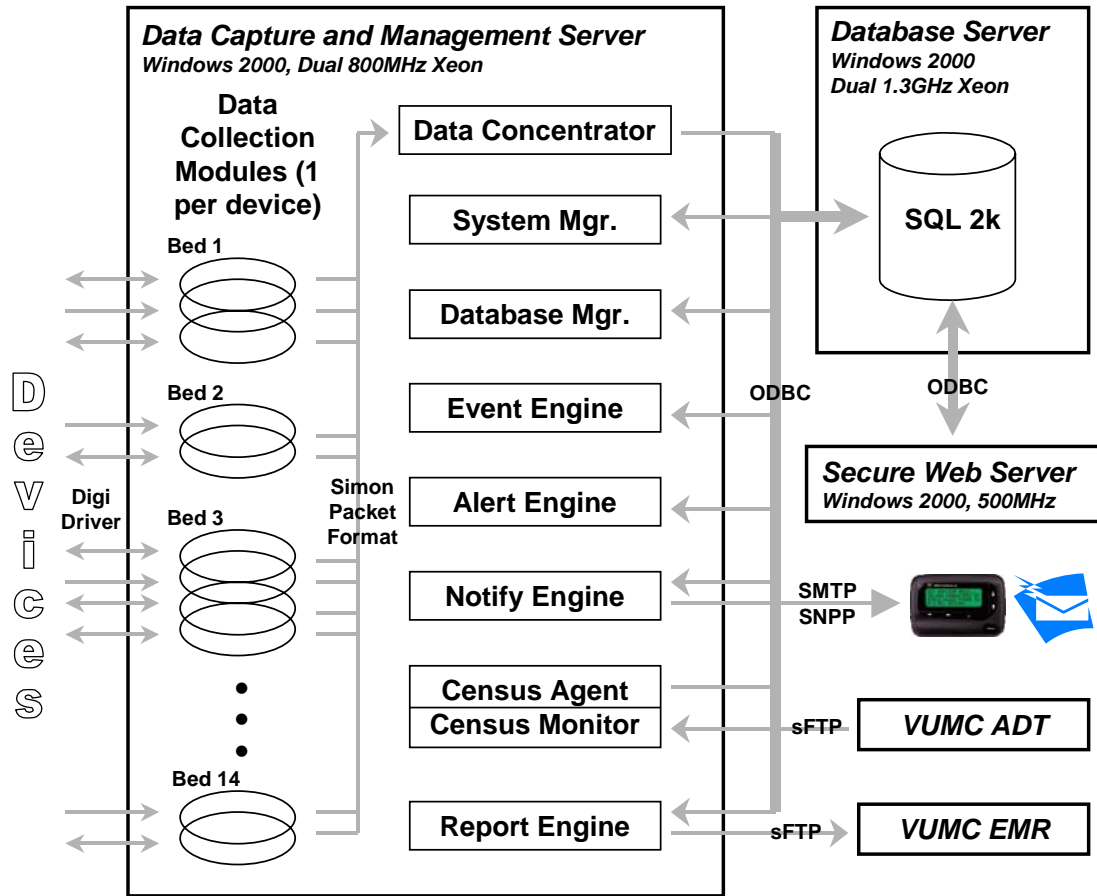 Data Capture and Management Server
Windows 2000, Dual 800MHz Xeon
Data
Collection
Modules (1
per device)
Bed 1
Bed 2
Bed 3
Bed 14
Devices
Digi
Driver
Simon
Packet
Format
Data Concentrator
System Mgr.
Database Mgr.
Event Engine
Alert Engine
Notify Engine
Census Agent
Census Monitor
Report Engine
ODBC
Database Server
Windows 2000
Dual 1.3GHz Xeon
SQL 2k
ODBC
Secure Web Server
Windows 2000, 500MHz
SMTP
SNPP
sFTP
VUMC ADT
sFTP
VUMC EMR